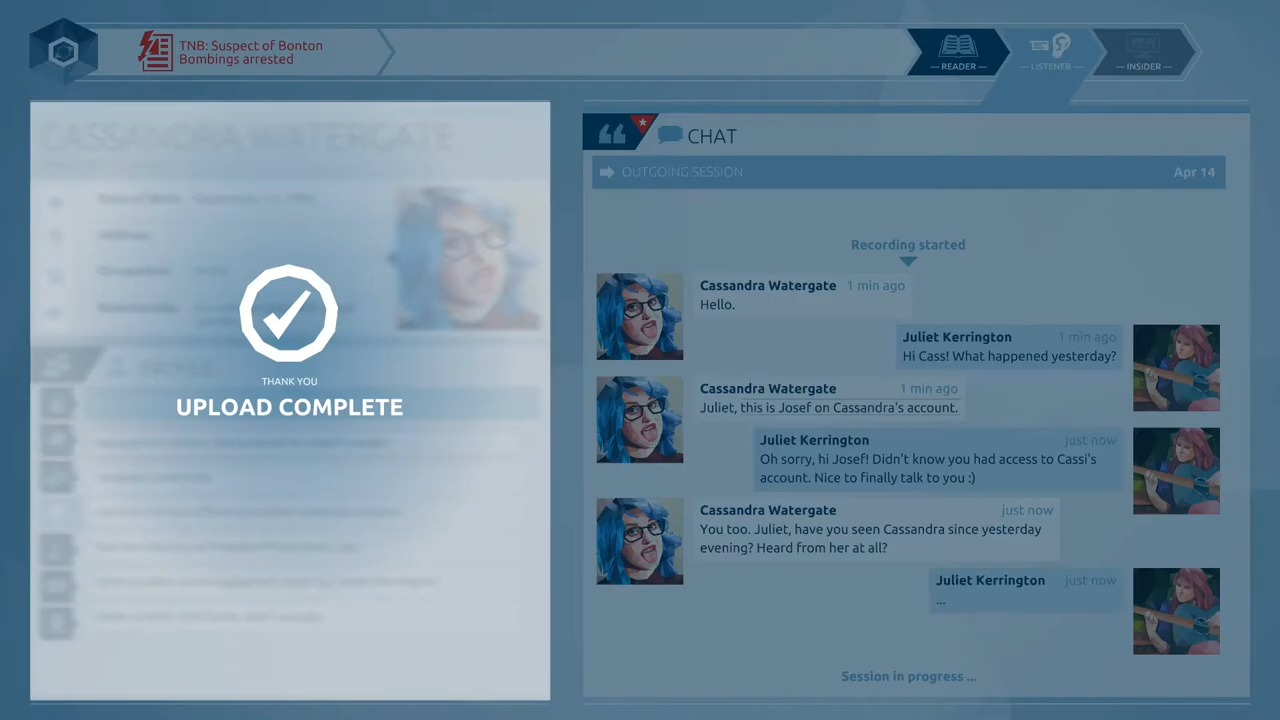 TNB: Suspect of Bonton
Bombings arrested
— READER —
— LISTENER —
— INSIDER —
CASSANDRA WATERGATE
THANK YOU
UPLOAD COMPLETE
CHAT
OUTGOING SESSION
Apr 14
Recording started
Cassandra Watergate 1 min ago
Hello.
Juliet Kerrington 1 min ago
Hi Cass! What happened yesterday?
Cassandra Watergate 1 min ago
Juliet, this is Josef on Cassandra's account.
Juliet Kerrington just now
Oh sorry, hi Josef! Didn't know you had access to Cassi's
account. Nice to finally talk to you :)
Cassandra Watergate just now
You too. Juliet, have you seen Cassandra since yesterday
evening? Heard from her at all?
Juliet Kerrington just now
...
Session in progress ...